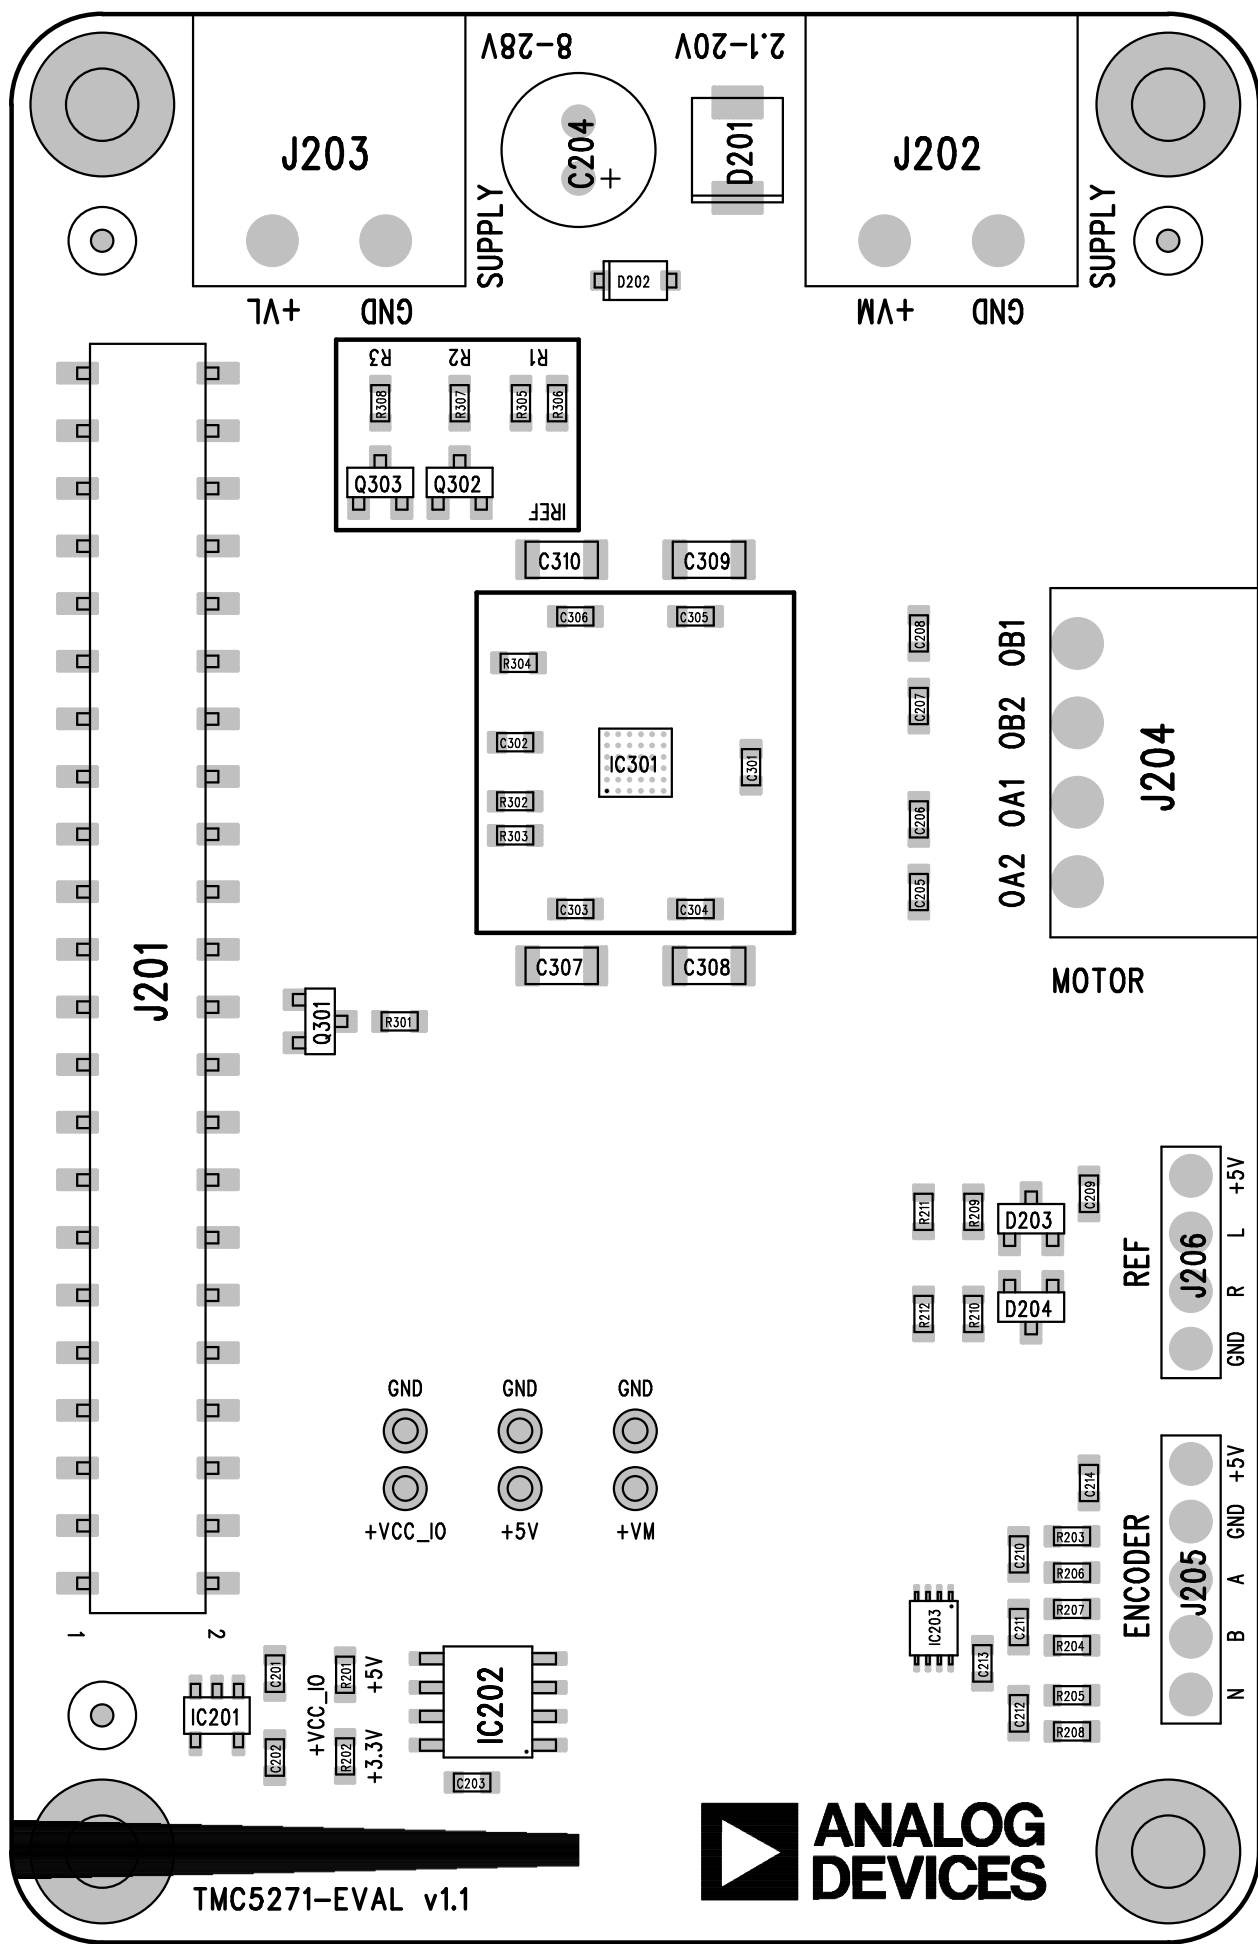 8-28V
2.1-20V
J203
C204
+
D201
J202
SUPPLY
SUPPLY
D202
+VL
GND
+VM
GND
R3
R2
R1
R308
R307
R305
R306
Q303
Q302
IREF
C310
C309
C306
C305
R304
C302
IC301
C301
R302
R303
C303
C304
C307
C308
C208
C207
C206
C205
OB1
OB2
OA1
OA2
J204
MOTOR
J201
Q301
R301
R211
R209
D203
C209
R212
R210
D204
REF
J206
+5V
L
R
GND
GND
GND
GND
+VCC_IO
+5V
+VM
C214
C210
R203
R206
C211
R207
R204
IC203
C213
C212
R205
R208
ENCODER
J205
+5V
GND
A
B
N
1
2
IC201
C201
C202
+VCC_IO
R201
+5V
R202
+3.3V
IC202
C203
TMC5271-EVAL v1.1
ANALOG
DEVICES